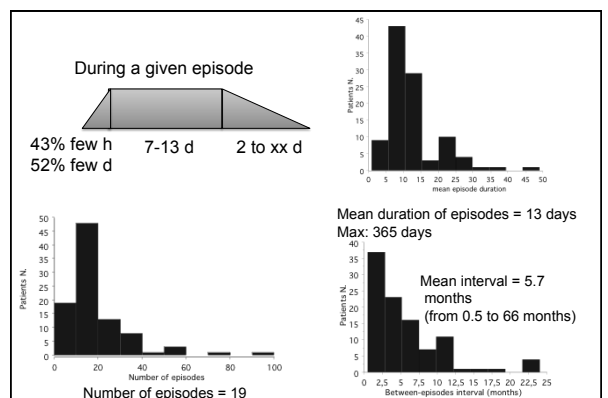 During a given episode
43% few h
52% few d
7-13 d
2 to xx d
Patients N.
45
40
35
30
25
20
15
10
5
0
0 5 10 15 20 25 30 35 40 45 50
mean episode duration
Mean duration of episodes = 13 days
Max: 365 days
Patients N.
50
45
40
35
30
25
20
15
10
5
0
0 20 40 60 80 100
Number of episodes
Number of episodes = 19
Patients N.
40
35
30
25
20
15
10
5
0
Mean interval = 5.7
months
(from 0.5 to 66 months)
0 2,5 5 7,5 10 12,5 15 17,5 20 22,5 25
Between-episodes interval (months)